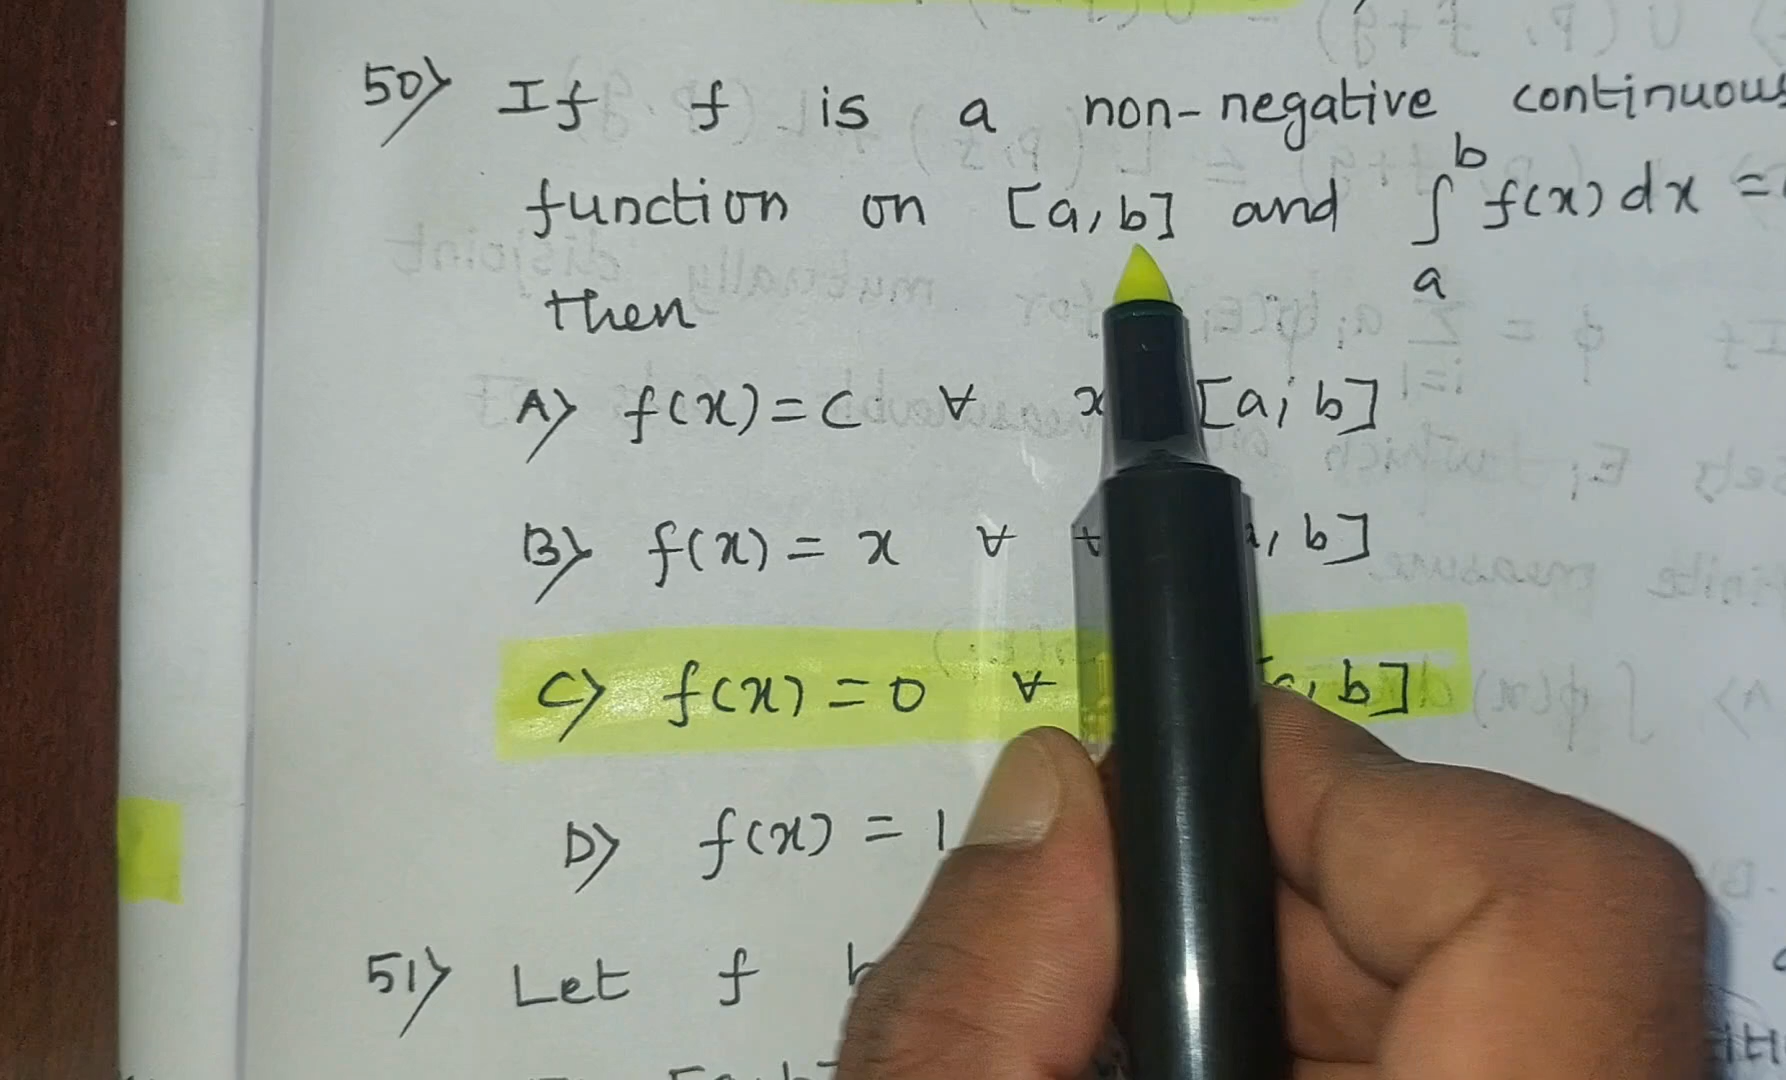 50) If f is a non-negative continuous
function on [a,b] and ∫_a^b f(x) dx =
then
A) f(x) = c ∀ x [a, b]
B) f(x) = x ∀ , b]
C) f(x) = 0 ∀ , b]
D) f(x) = 1
51) Let f